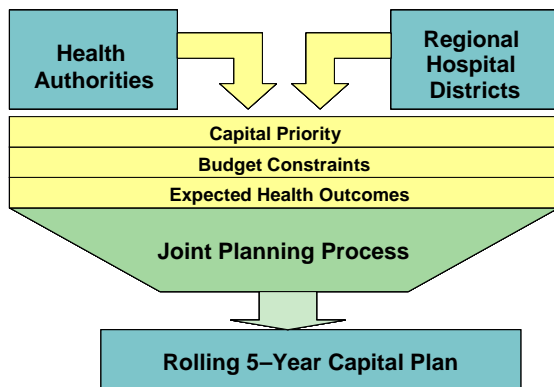 Health
Authorities
Regional
Hospital
Districts
Capital Priority
Budget Constraints
Expected Health Outcomes
Joint Planning Process
Rolling 5–Year Capital Plan